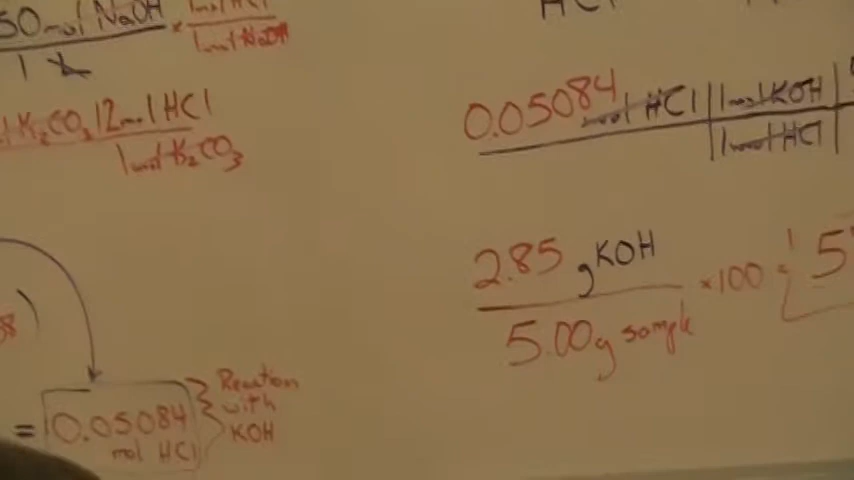 50 mol NaOH × 1 mol HCl
1 L 1 mol NaOH
K₂CO₃ | 2 mol HCl
1 mol K₂CO₃
= 0.05084
mol HCl
Reaction
with
KOH
HCl
0.05084 mol HCl | 1 mol KOH |
| 1 mol HCl |
2.85 g KOH × 100
5.00 g sample